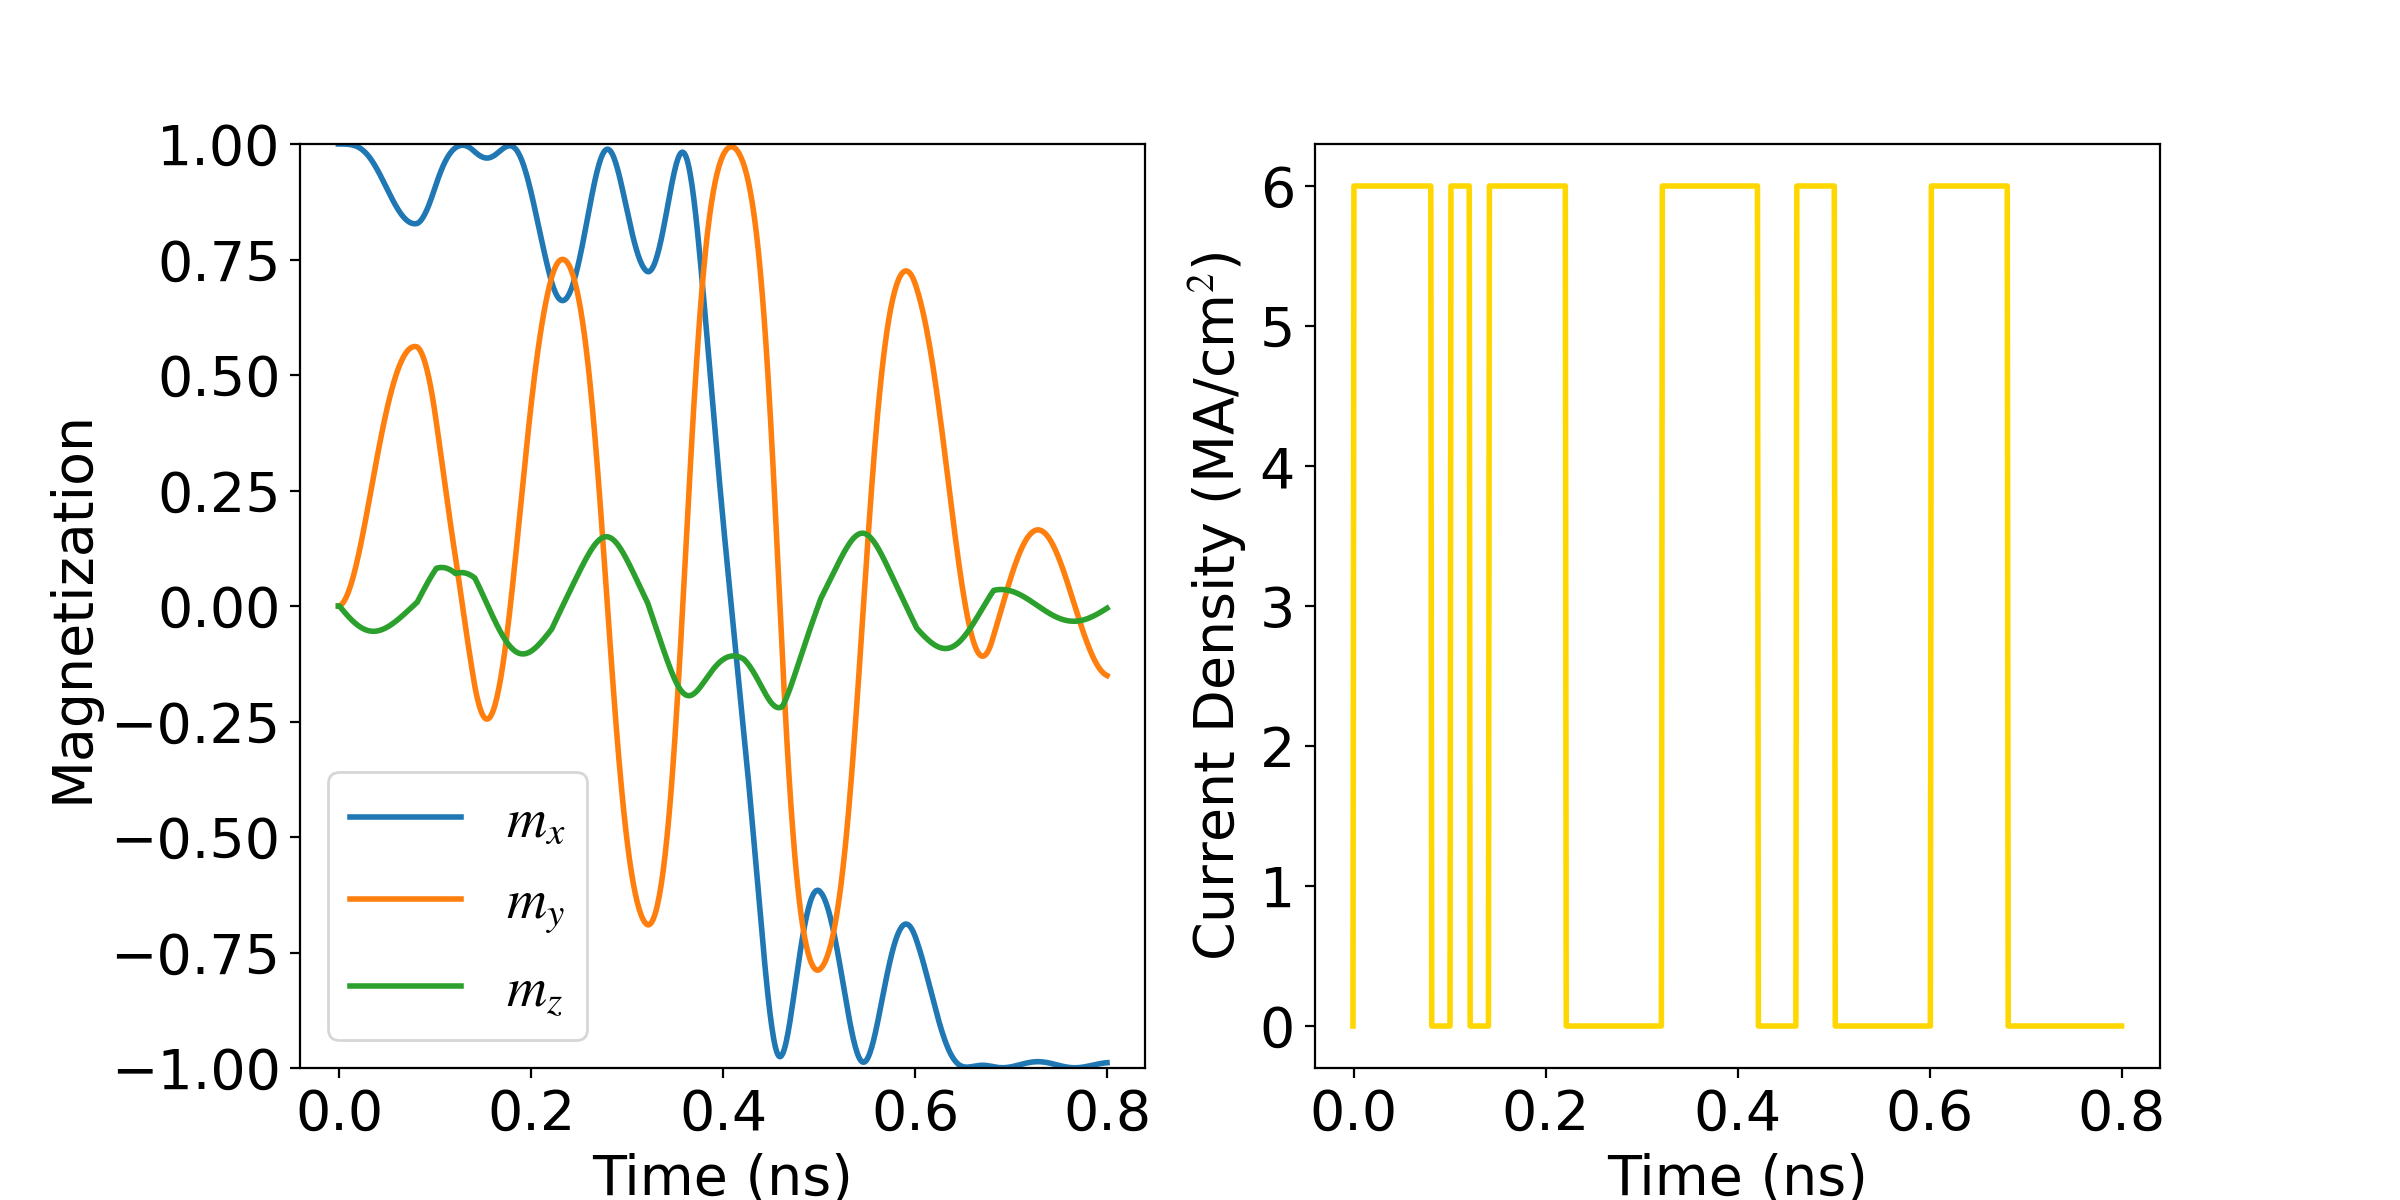 Magnetization
1.00
0.75
0.50
0.25
0.00
−0.25
−0.50
−0.75
−1.00
m_x
m_y
m_z
0.0 0.2 0.4 0.6 0.8
Time (ns)
Current Density (MA/cm²)
6
5
4
3
2
1
0
0.0 0.2 0.4 0.6 0.8
Time (ns)